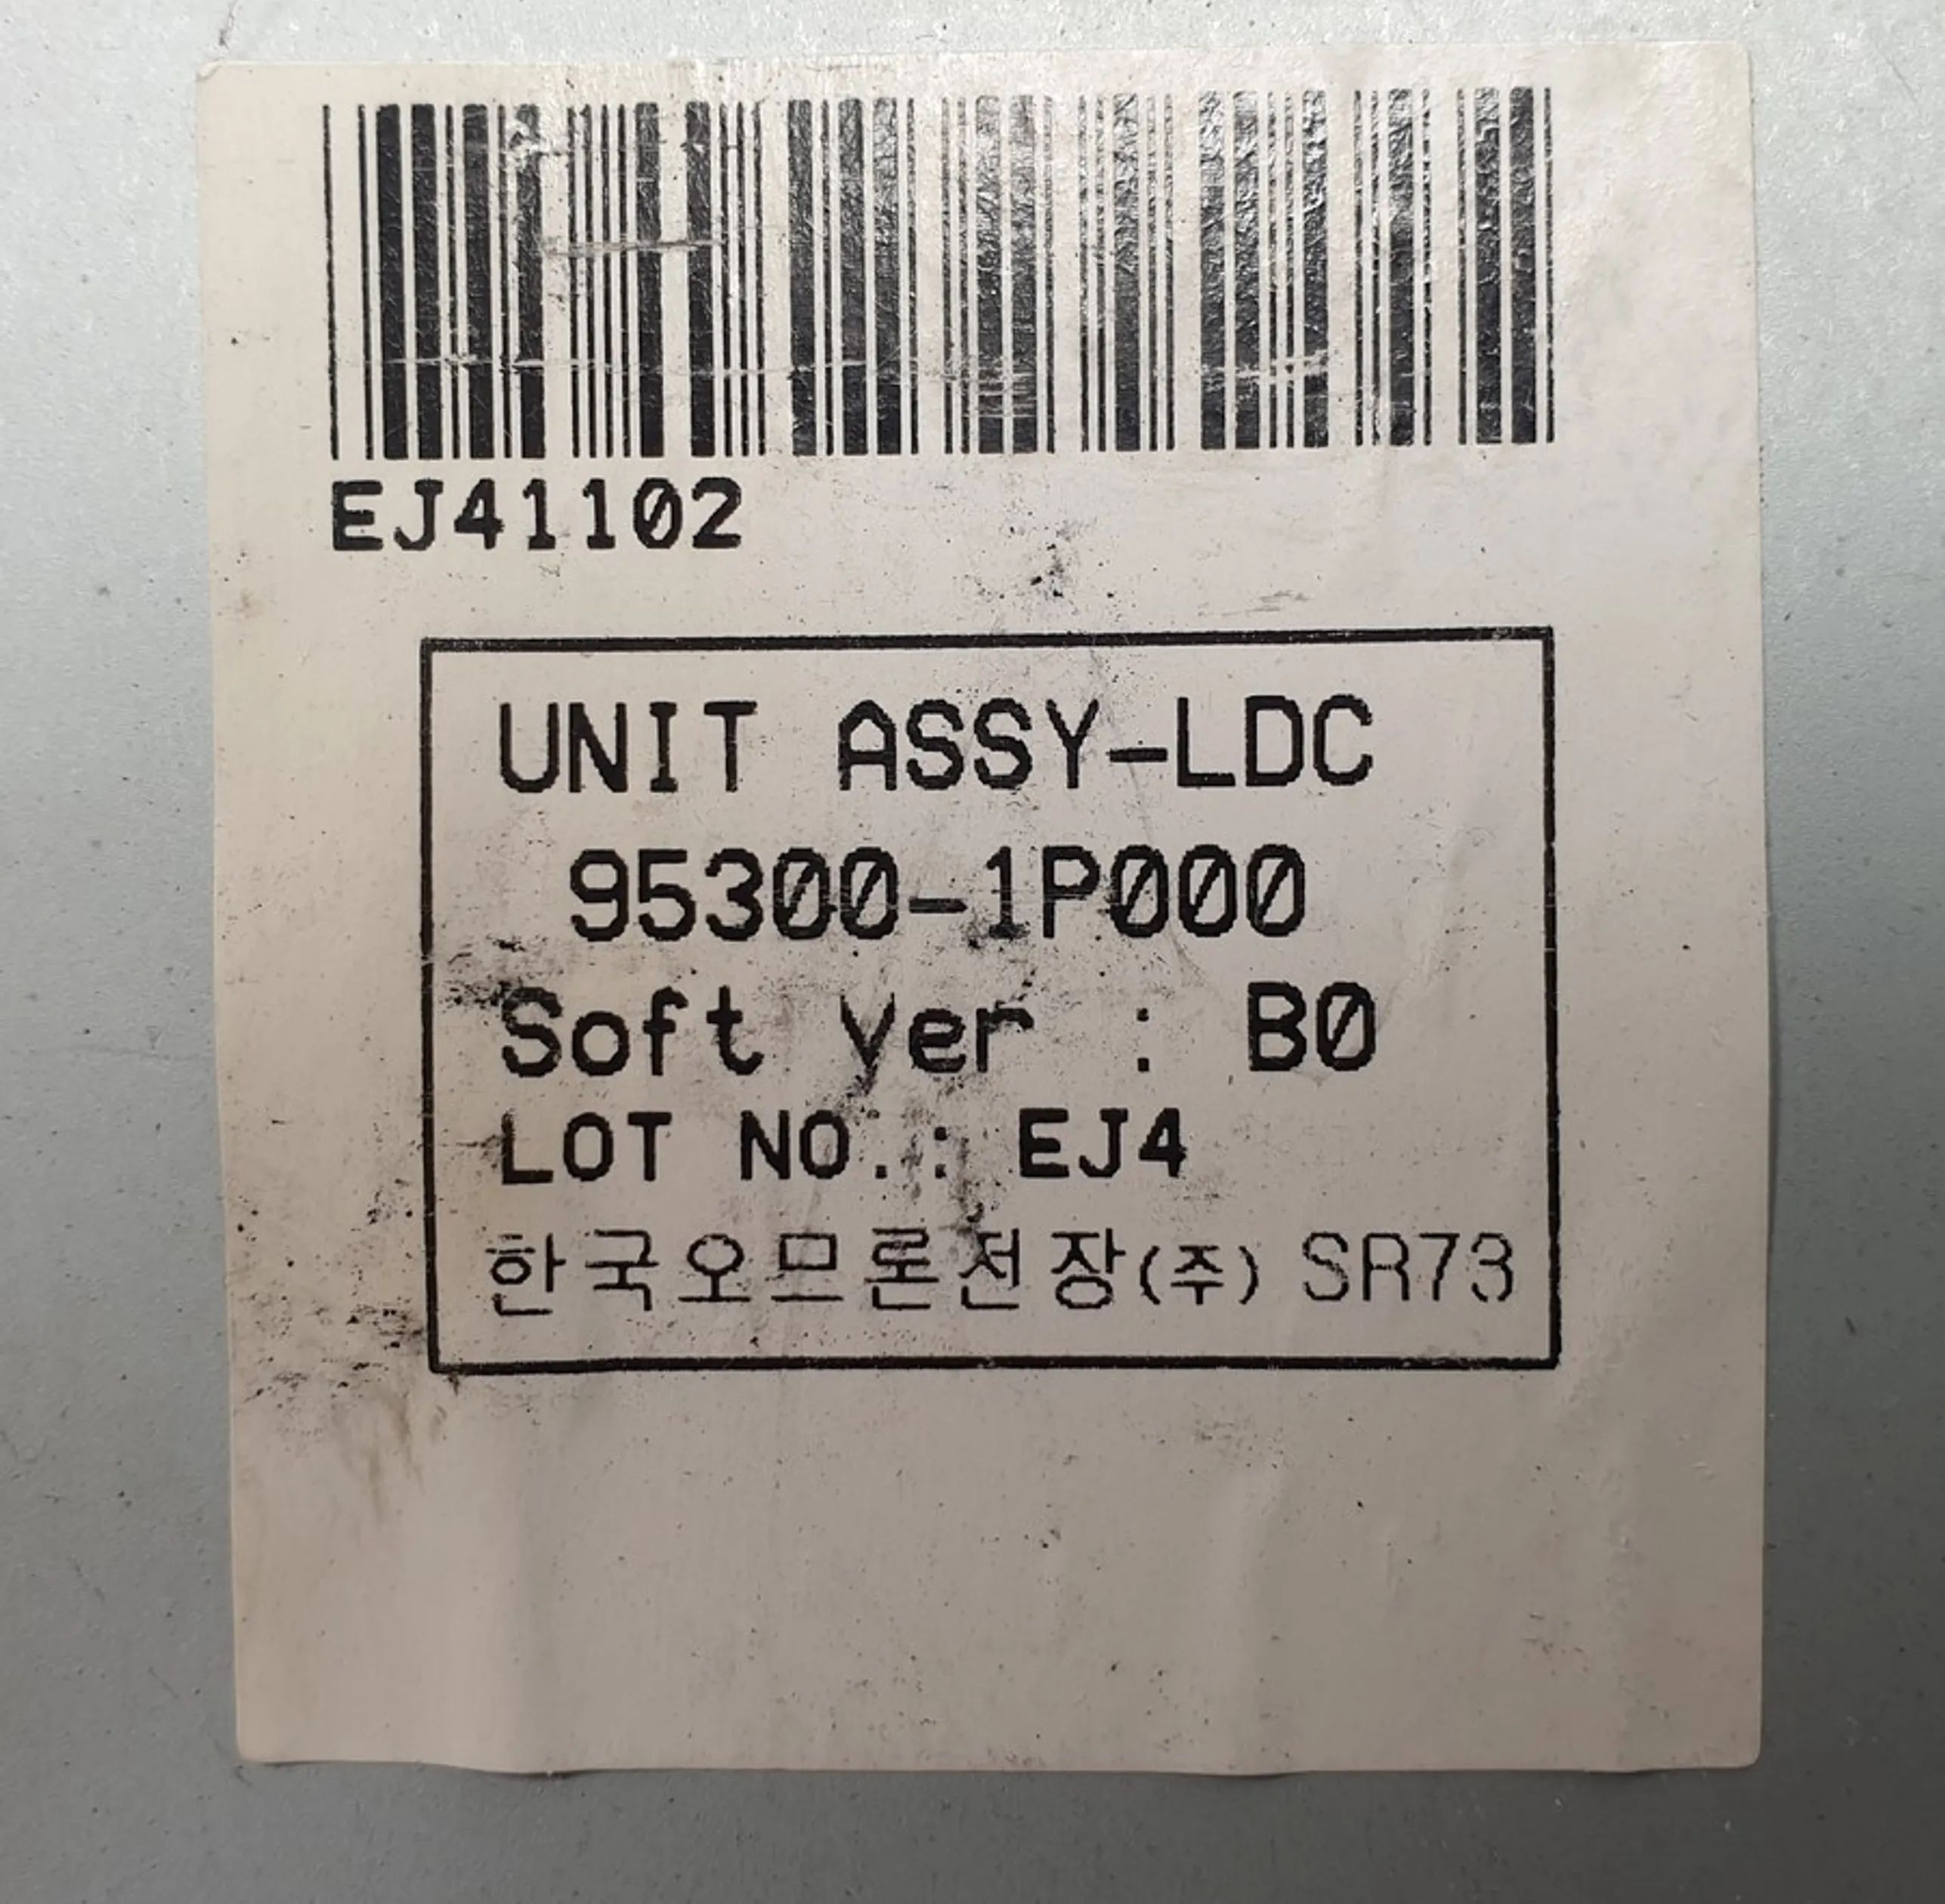 EJ41102
UNIT ASSY-LDC
95300-1P000
Soft ver : B0
LOT NO.: EJ4
한국오므론전장(주) SR73